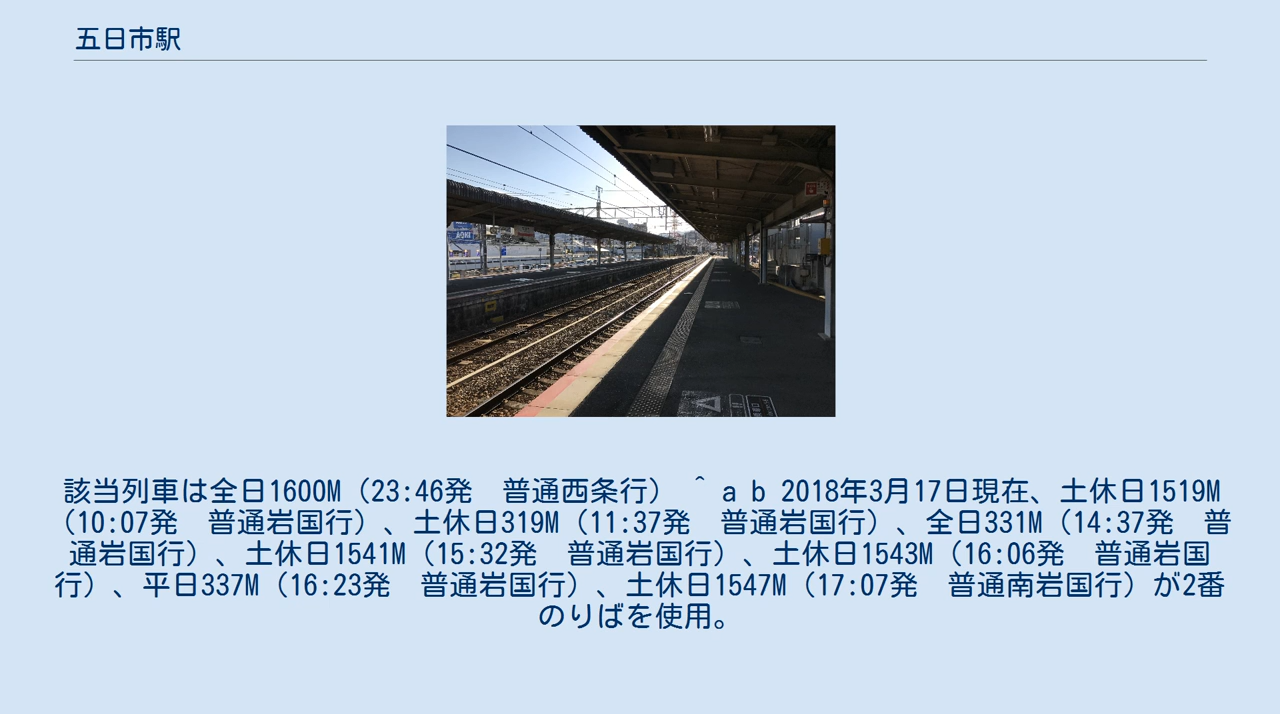 五日市駅
AOKI
該当列車は全日1600M（23:46発　普通西条行） ^ a b 2018年3月17日現在、土休日1519M
（10:07発　普通岩国行）、土休日319M（11:37発　普通岩国行）、全日331M（14:37発　普
通岩国行）、土休日1541M（15:32発　普通岩国行）、土休日1543M（16:06発　普通岩国
行）、平日337M（16:23発　普通岩国行）、土休日1547M（17:07発　普通南岩国行）が2番
のりばを使用。